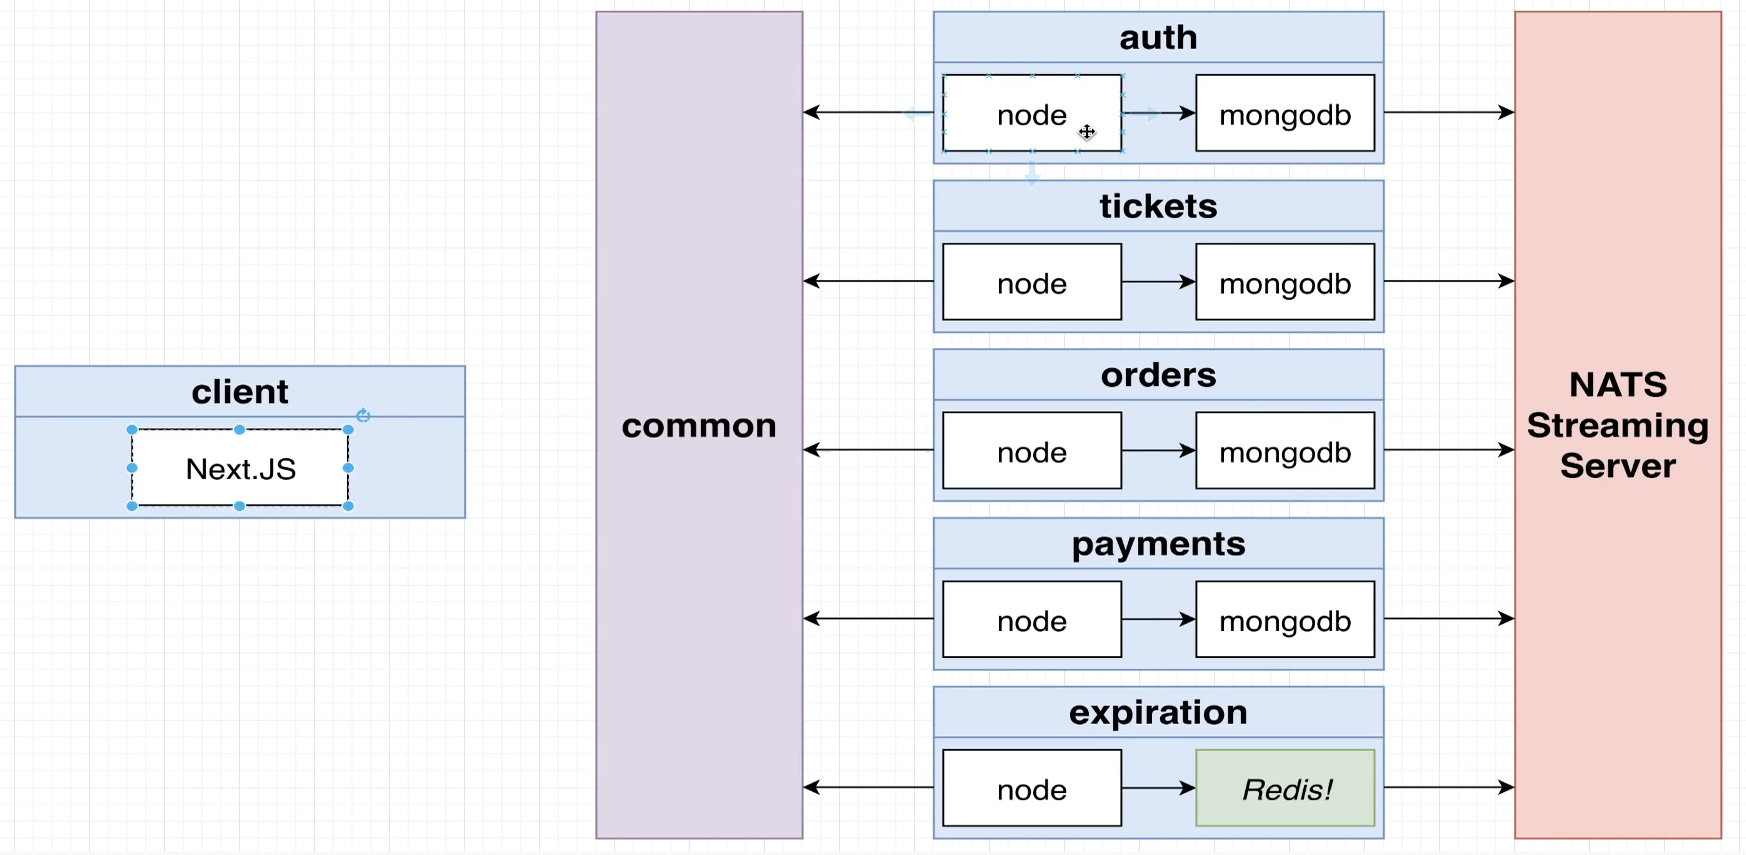 client
Next.JS
common
auth
node
mongodb
tickets
node
mongodb
orders
node
mongodb
payments
node
mongodb
expiration
node
Redis!
NATS
Streaming
Server